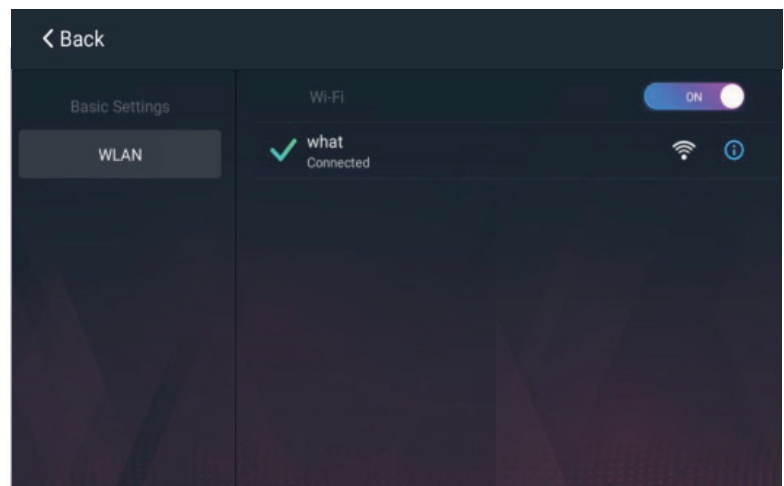 Back
Basic Settings
WLAN
Wi-Fi
ON
what
Connected